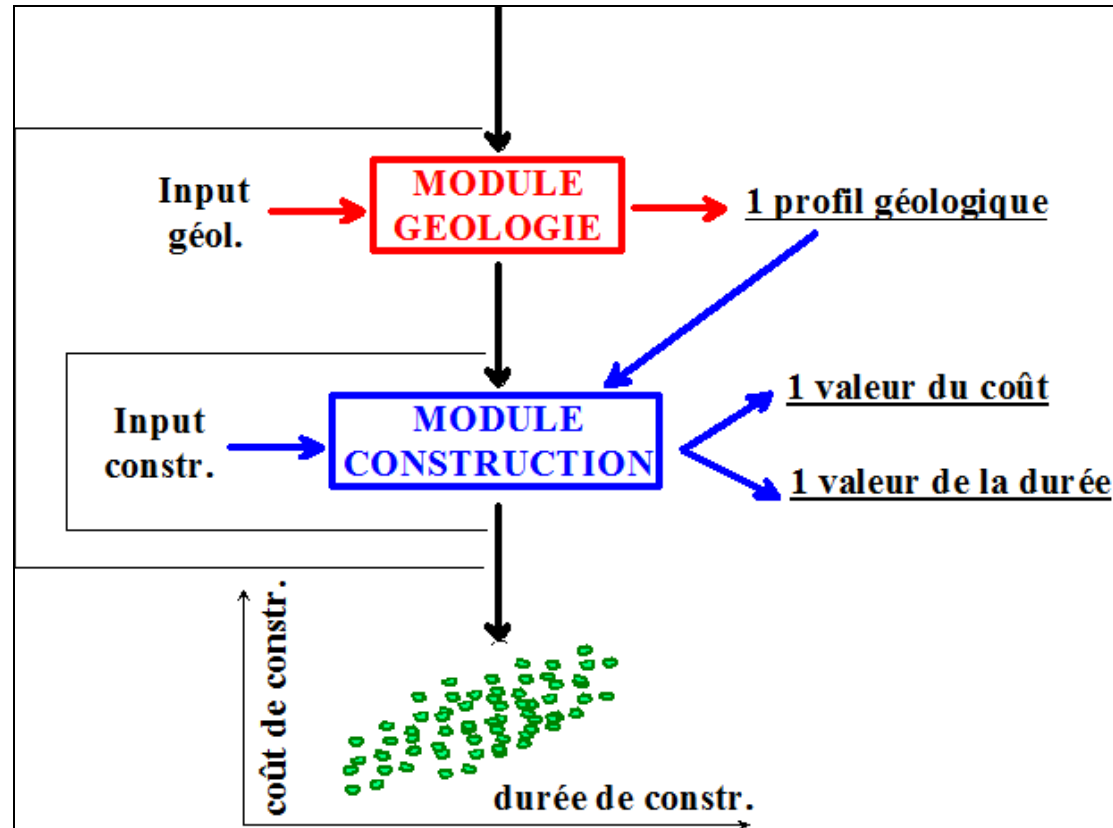 Input
géol.
MODULE
GEOLOGIE
1 profil géologique
Input
constr.
MODULE
CONSTRUCTION
1 valeur du coût
1 valeur de la durée
coût de constr.
durée de constr.